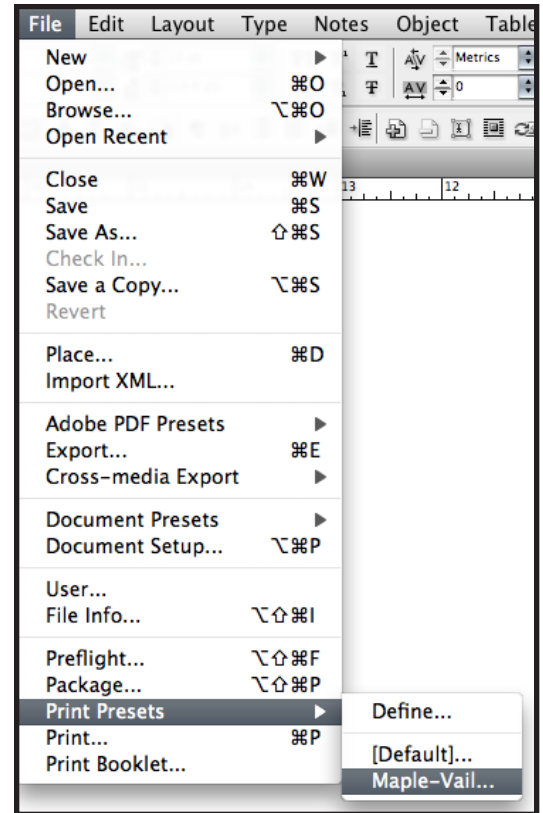 File Edit Layout Type Notes Object Table
New ▶
Open... ⌘O
Browse... ⌥⌘O
Open Recent ▶
Close ⌘W
Save ⌘S
Save As... ⇧⌘S
Check In...
Save a Copy... ⌥⌘S
Revert
Place... ⌘D
Import XML...
Adobe PDF Presets ▶
Export... ⌘E
Cross-media Export ▶
Document Presets ▶
Document Setup... ⌥⌘P
User...
File Info... ⌥⇧⌘I
Preflight... ⌥⇧⌘F
Package... ⌥⇧⌘P
Print Presets ▶
Print... ⌘P
Print Booklet...
Define...
[Default]...
Maple-Vail...
T AV Metrics
T AV 0
13 12